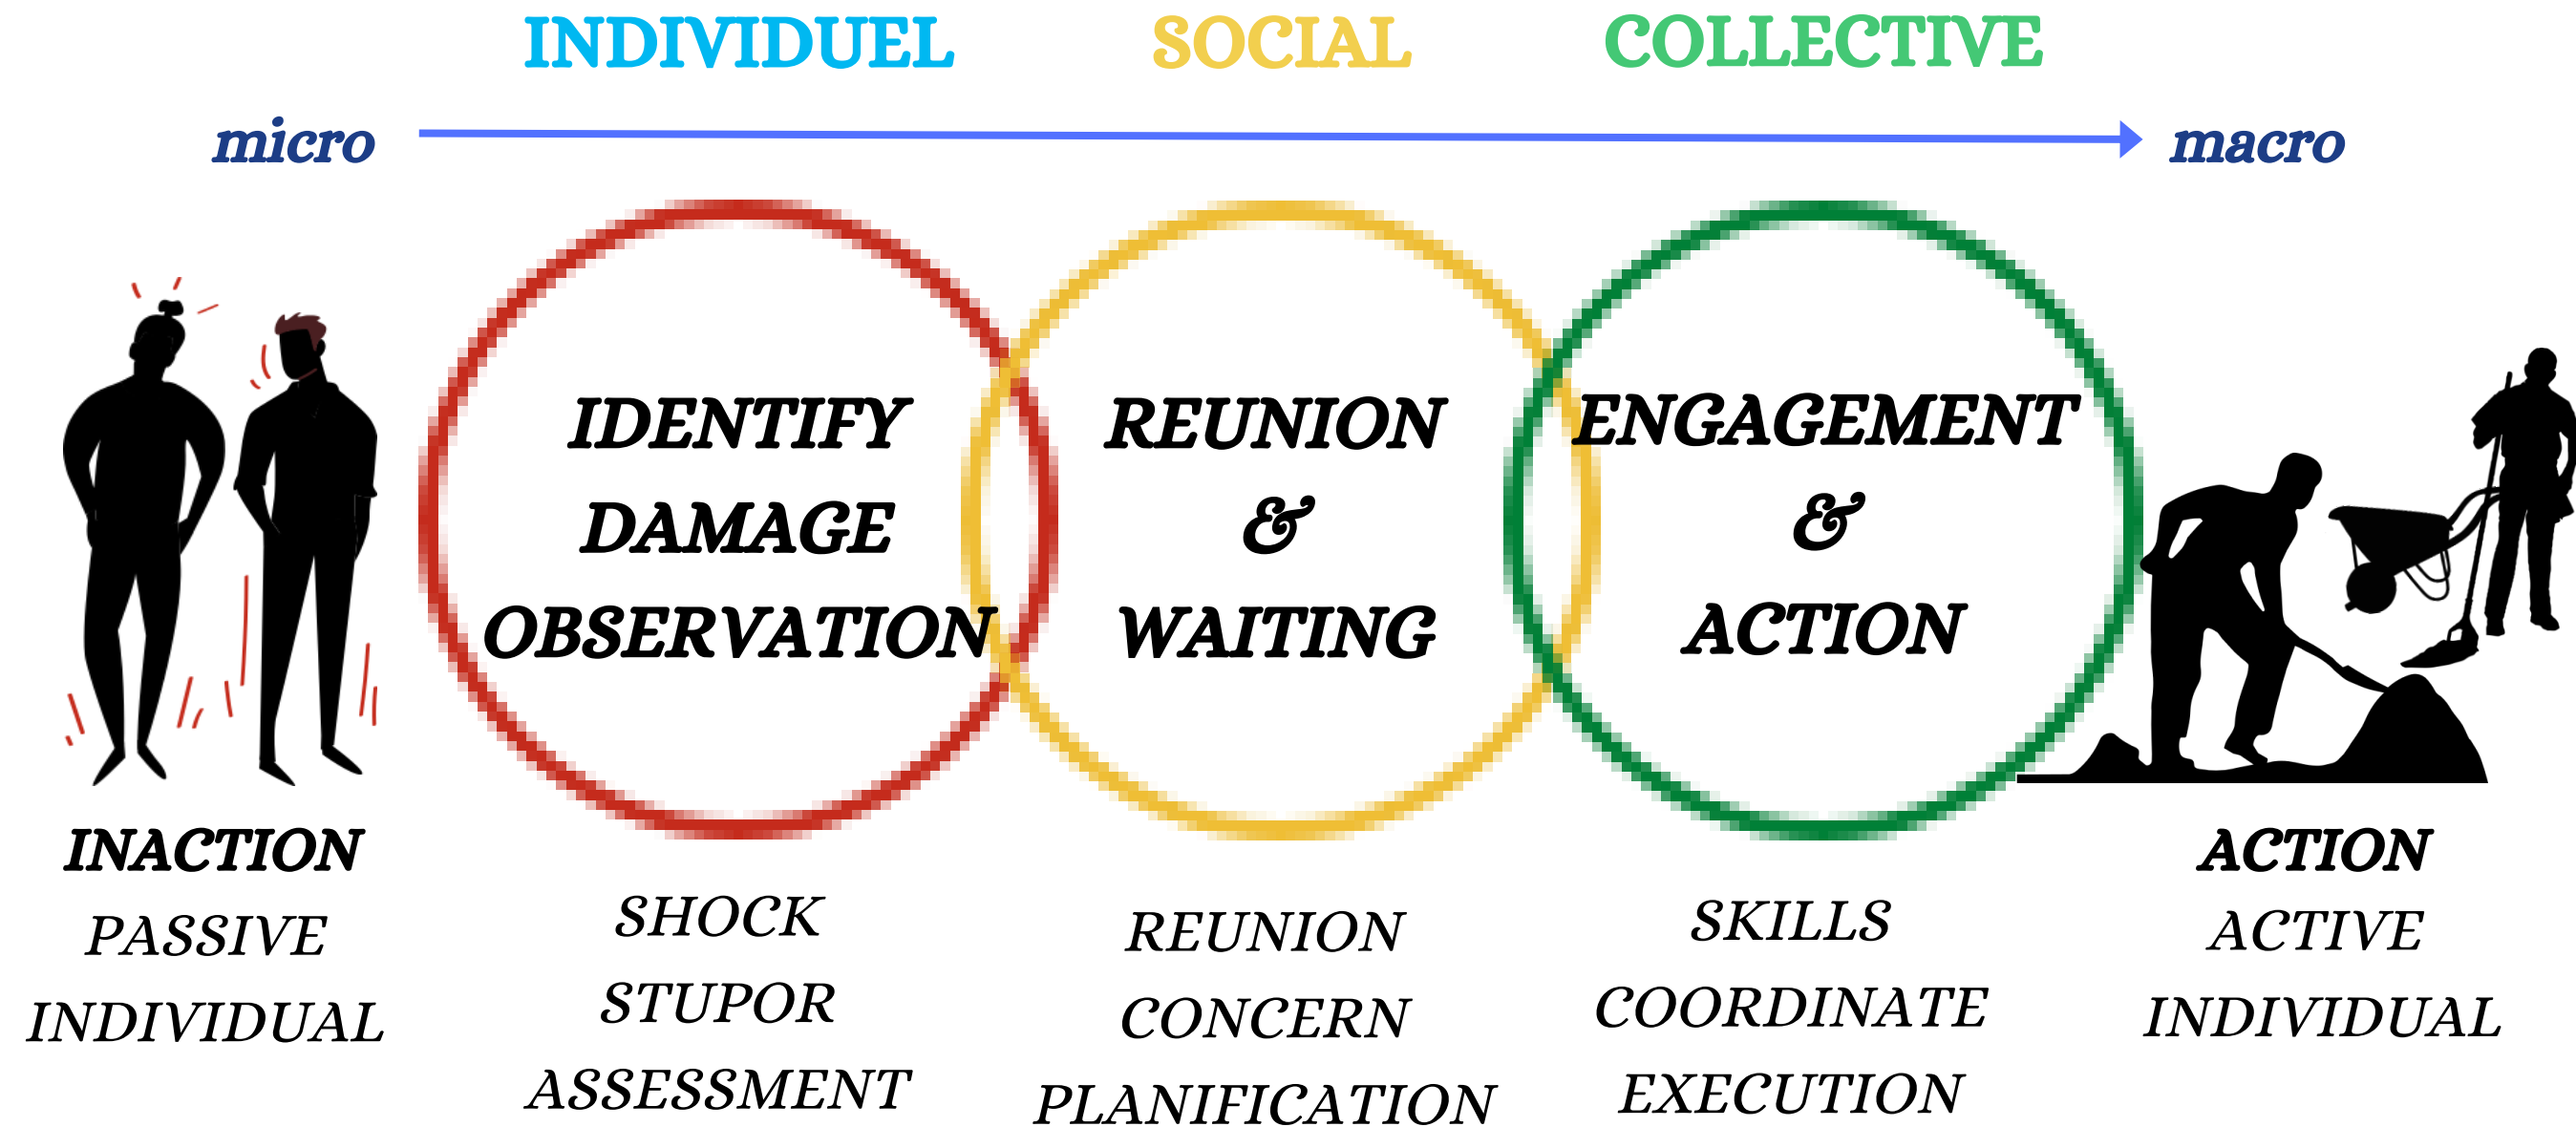 INDIVIDUEL SOCIAL COLLECTIVE
micro macro
IDENTIFY
DAMAGE
OBSERVATION
REUNION
&
WAITING
ENGAGEMENT
&
ACTION
INACTION
PASSIVE
INDIVIDUAL
SHOCK
STUPOR
ASSESSMENT
REUNION
CONCERN
PLANIFICATION
SKILLS
COORDINATE
EXECUTION
ACTION
ACTIVE
INDIVIDUAL